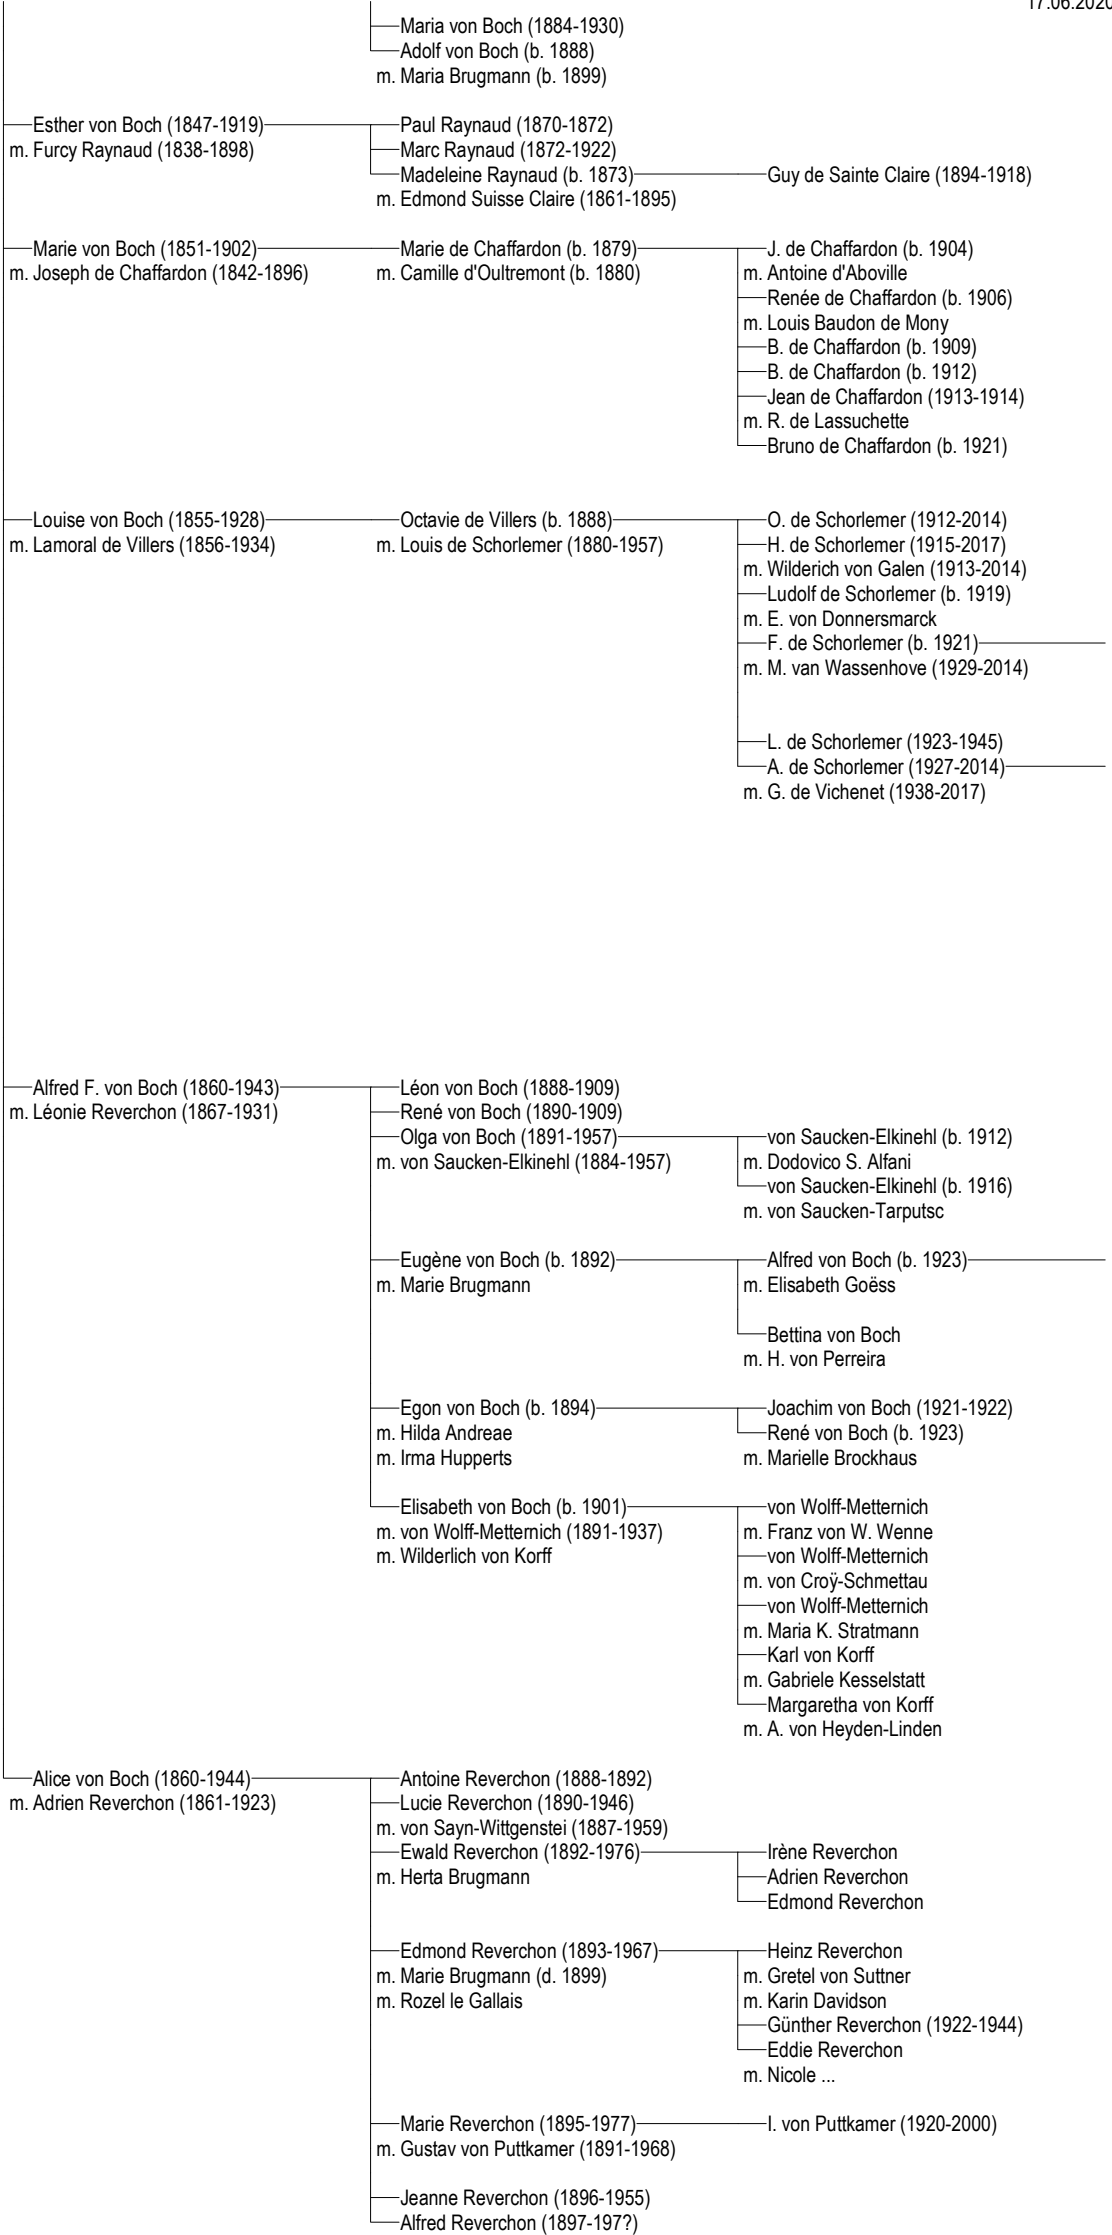 17.06.2020
Maria von Boch (1884-1930)
Adolf von Boch (b. 1888)
m. Maria Brugmann (b. 1899)
Esther von Boch (1847-1919)
m. Furcy Raynaud (1838-1898)
Paul Raynaud (1870-1872)
Marc Raynaud (1872-1922)
Madeleine Raynaud (b. 1873)
m. Edmond Suisse Claire (1861-1895)
Guy de Sainte Claire (1894-1918)
Marie von Boch (1851-1902)
m. Joseph de Chaffardon (1842-1896)
Marie de Chaffardon (b. 1879)
m. Camille d'Oultremont (b. 1880)
J. de Chaffardon (b. 1904)
m. Antoine d'Aboville
Renée de Chaffardon (b. 1906)
m. Louis Baudon de Mony
B. de Chaffardon (b. 1909)
B. de Chaffardon (b. 1912)
Jean de Chaffardon (1913-1914)
m. R. de Lassuchette
Bruno de Chaffardon (b. 1921)
Louise von Boch (1855-1928)
m. Lamoral de Villers (1856-1934)
Octavie de Villers (b. 1888)
m. Louis de Schorlemer (1880-1957)
O. de Schorlemer (1912-2014)
H. de Schorlemer (1915-2017)
m. Wilderich von Galen (1913-2014)
Ludolf de Schorlemer (b. 1919)
m. E. von Donnersmarck
F. de Schorlemer (b. 1921)
m. M. van Wassenhove (1929-2014)
L. de Schorlemer (1923-1945)
A. de Schorlemer (1927-2014)
m. G. de Vichenet (1938-2017)
Alfred F. von Boch (1860-1943)
m. Léonie Reverchon (1867-1931)
Léon von Boch (1888-1909)
René von Boch (1890-1909)
Olga von Boch (1891-1957)
m. von Saucken-Elkinehl (1884-1957)
von Saucken-Elkinehl (b. 1912)
m. Dodovico S. Alfani
von Saucken-Elkinehl (b. 1916)
m. von Saucken-Tarputsc
Eugène von Boch (b. 1892)
m. Marie Brugmann
Alfred von Boch (b. 1923)
m. Elisabeth Goëss
Bettina von Boch
m. H. von Perreira
Egon von Boch (b. 1894)
m. Hilda Andreae
m. Irma Hupperts
Joachim von Boch (1921-1922)
René von Boch (b. 1923)
m. Marielle Brockhaus
Elisabeth von Boch (b. 1901)
m. von Wolff-Metternich (1891-1937)
m. Wilderlich von Korff
von Wolff-Metternich
m. Franz von W. Wenne
von Wolff-Metternich
m. von Croÿ-Schmettau
von Wolff-Metternich
m. Maria K. Stratmann
Karl von Korff
m. Gabriele Kesselstatt
Margaretha von Korff
m. A. von Heyden-Linden
Alice von Boch (1860-1944)
m. Adrien Reverchon (1861-1923)
Antoine Reverchon (1888-1892)
Lucie Reverchon (1890-1946)
m. von Sayn-Wittgenstei (1887-1959)
Ewald Reverchon (1892-1976)
m. Herta Brugmann
Irène Reverchon
Adrien Reverchon
Edmond Reverchon
Edmond Reverchon (1893-1967)
m. Marie Brugmann (d. 1899)
m. Rozel le Gallais
Heinz Reverchon
m. Gretel von Suttner
m. Karin Davidson
Günther Reverchon (1922-1944)
Eddie Reverchon
m. Nicole ...
Marie Reverchon (1895-1977)
m. Gustav von Puttkamer (1891-1968)
I. von Puttkamer (1920-2000)
Jeanne Reverchon (1896-1955)
Alfred Reverchon (1897-197?)